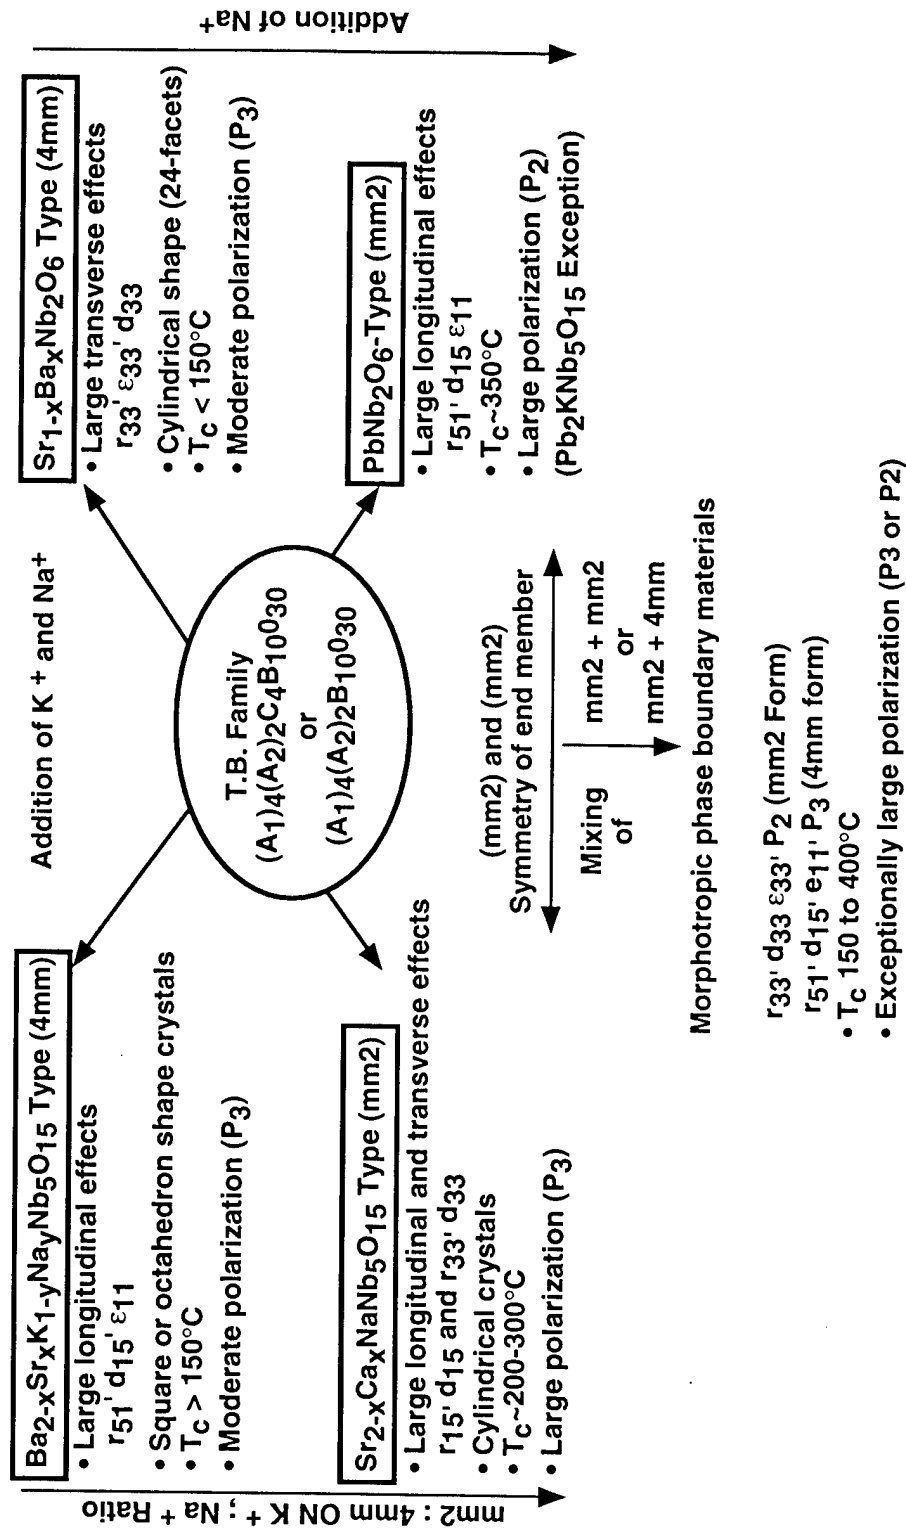 Addition of K + and Na+
Ba2-xSrxK1-yNayNb5O15 Type (4mm)
• Large longitudinal effects
r51' d15' ε11
• Square or octahedron shape crystals
• Tc > 150°C
• Moderate polarization (P3)
Sr1-xBaxNb2O6 Type (4mm)
• Large transverse effects
r33' ε33' d33
• Cylindrical shape (24-facets)
• Tc < 150°C
• Moderate polarization (P3)
mm2 : 4mm ON K+ ; Na+ Ratio
Addition of Na+
T.B. Family
(A1)4(A2)2C4B10O30
or
(A1)4(A2)2B10O30
Sr2-xCaxNaNb5O15 Type (mm2)
• Large longitudinal and transverse effects
r15' d15 and r33' d33
• Cylindrical crystals
• Tc~200-300°C
• Large polarization (P3)
PbNb2O6-Type (mm2)
• Large longitudinal effects
r51' d15 ε11
• Tc~350°C
• Large polarization (P2)
(Pb2KNb5O15 Exception)
(mm2) and (mm2)
Symmetry of end member
Mixing
of
mm2 + mm2
or
mm2 + 4mm
Morphotropic phase boundary materials
r33' d33 ε33' P2 (mm2 Form)
r51' d15' e11' P3 (4mm form)
• Tc 150 to 400°C
• Exceptionally large polarization (P3 or P2)